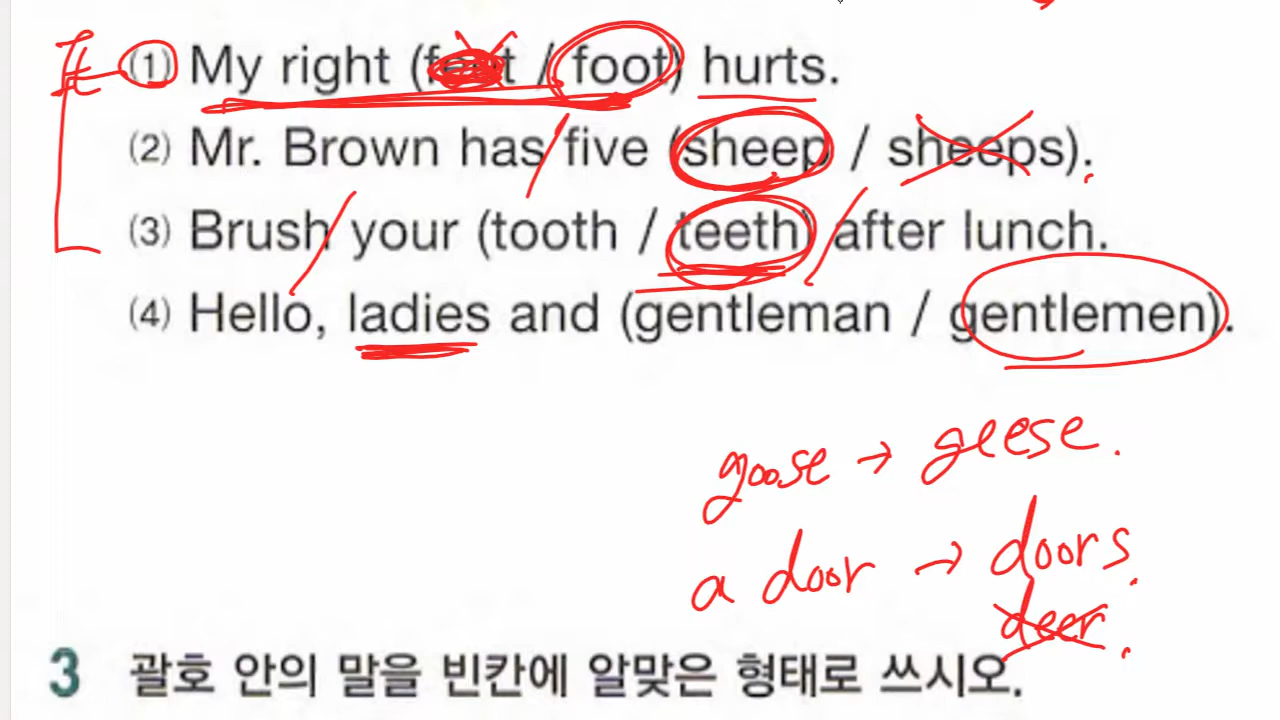 (1) My right (feet / foot) hurts.
(2) Mr. Brown has five (sheep / sheeps).
(3) Brush your (tooth / teeth) after lunch.
(4) Hello, ladies and (gentleman / gentlemen).
goose → geese.
a door → doors.
deer.
3 괄호 안의 말을 빈칸에 알맞은 형태로 쓰시오.